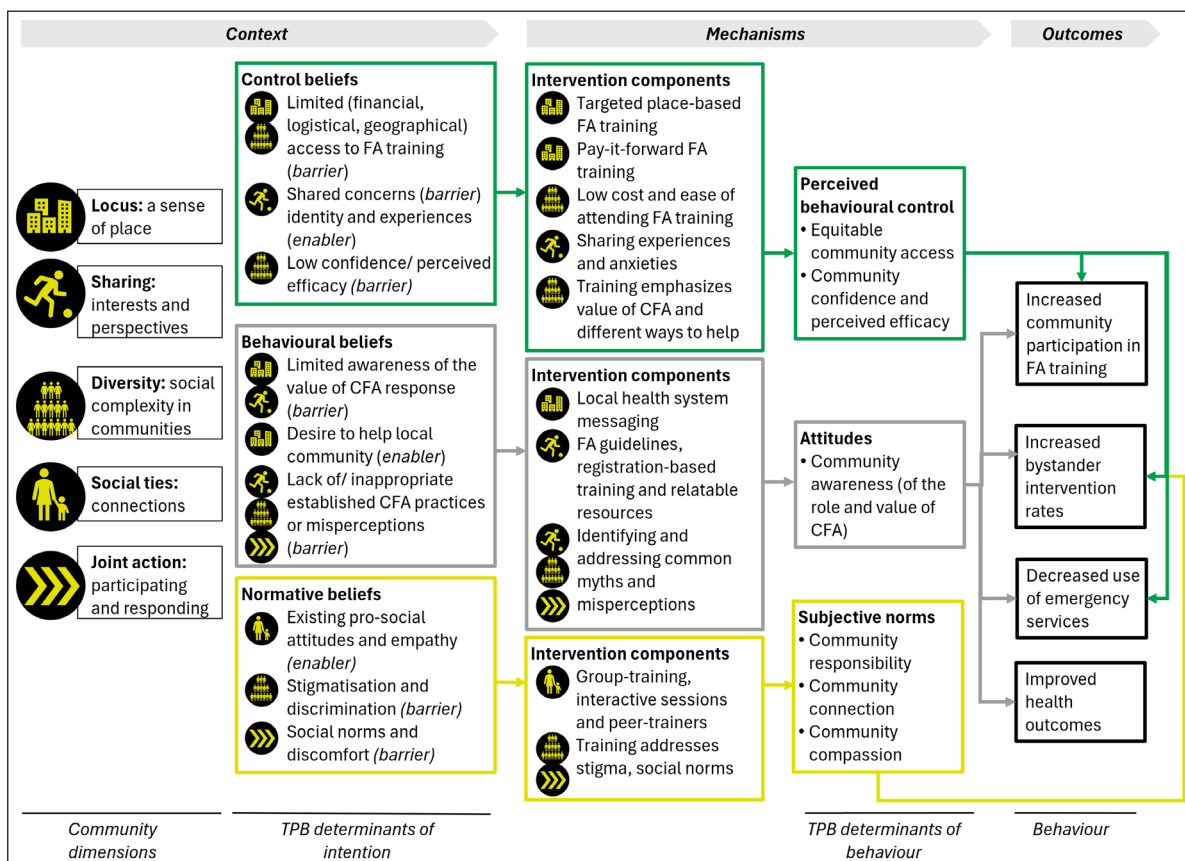 Context
Mechanisms
Outcomes
Locus: a sense
of place
Sharing:
interests and
perspectives
Diversity: social
complexity in
communities
Social ties:
connections
Joint action:
participating
and responding
Control beliefs
Limited (financial,
logistical, geographical)
access to FA training
(barrier)
Shared concerns (barrier)
identity and experiences
(enabler)
Low confidence/ perceived
efficacy (barrier)
Behavioural beliefs
Limited awareness of the
value of CFA response
(barrier)
Desire to help local
community (enabler)
Lack of/ inappropriate
established CFA practices
or misperceptions
(barrier)
Normative beliefs
Existing pro-social
attitudes and empathy
(enabler)
Stigmatisation and
discrimination (barrier)
Social norms and
discomfort (barrier)
Intervention components
Targeted place-based
FA training
Pay-it-forward FA
training
Low cost and ease of
attending FA training
Sharing experiences
and anxieties
Training emphasizes
value of CFA and
different ways to help
Intervention components
Local health system
messaging
FA guidelines,
registration-based
training and relatable
resources
Identifying and
addressing common
myths and
misperceptions
Intervention components
Group-training,
interactive sessions
and peer-trainers
Training addresses
stigma, social norms
Perceived
behavioural control
• Equitable
community access
• Community
confidence and
perceived efficacy
Attitudes
• Community
awareness (of the
role and value of
CFA)
Subjective norms
• Community
responsibility
• Community
connection
• Community
compassion
Increased
community
participation in
FA training
Increased
bystander
intervention
rates
Decreased use
of emergency
services
Improved
health
outcomes
Community
dimensions
TPB determinants of
intention
TPB determinants of
behaviour
Behaviour